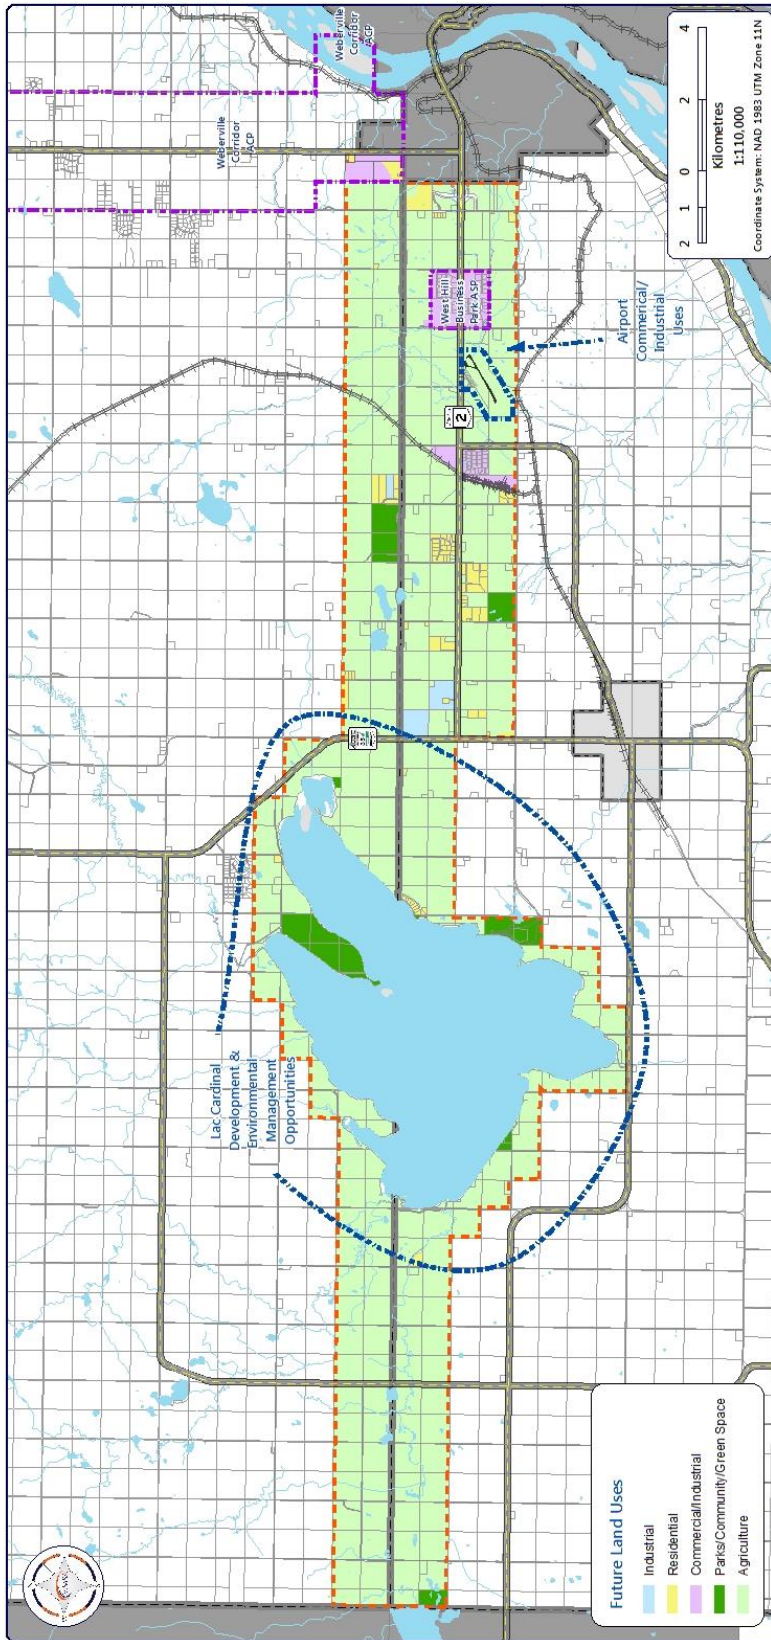 Weberville
Corridor
ACP
Weberville
Corridor
IACP
West Hill
Business
Park ASP
Airport
Commerical/
Industrial
Uses
2
Lac Cardinal
Development &
Environmental
Management
Opportunities
Future Land Uses
Industrial
Residential
Commercial/Industrial
Parks/Community/Green Space
Agriculture
2 1 0 2 4
Kilometres
1:110,000
Coordinate System: NAD 1983 UTM Zone 11N